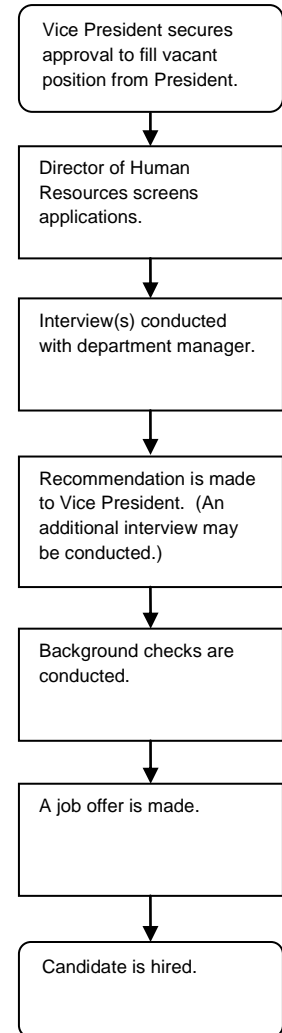 Vice President secures
approval to fill vacant
position from President.
Director of Human
Resources screens
applications.
Interview(s) conducted
with department manager.
Recommendation is made
to Vice President.  (An
additional interview may
be conducted.)
Background checks are
conducted.
A job offer is made.
Candidate is hired.